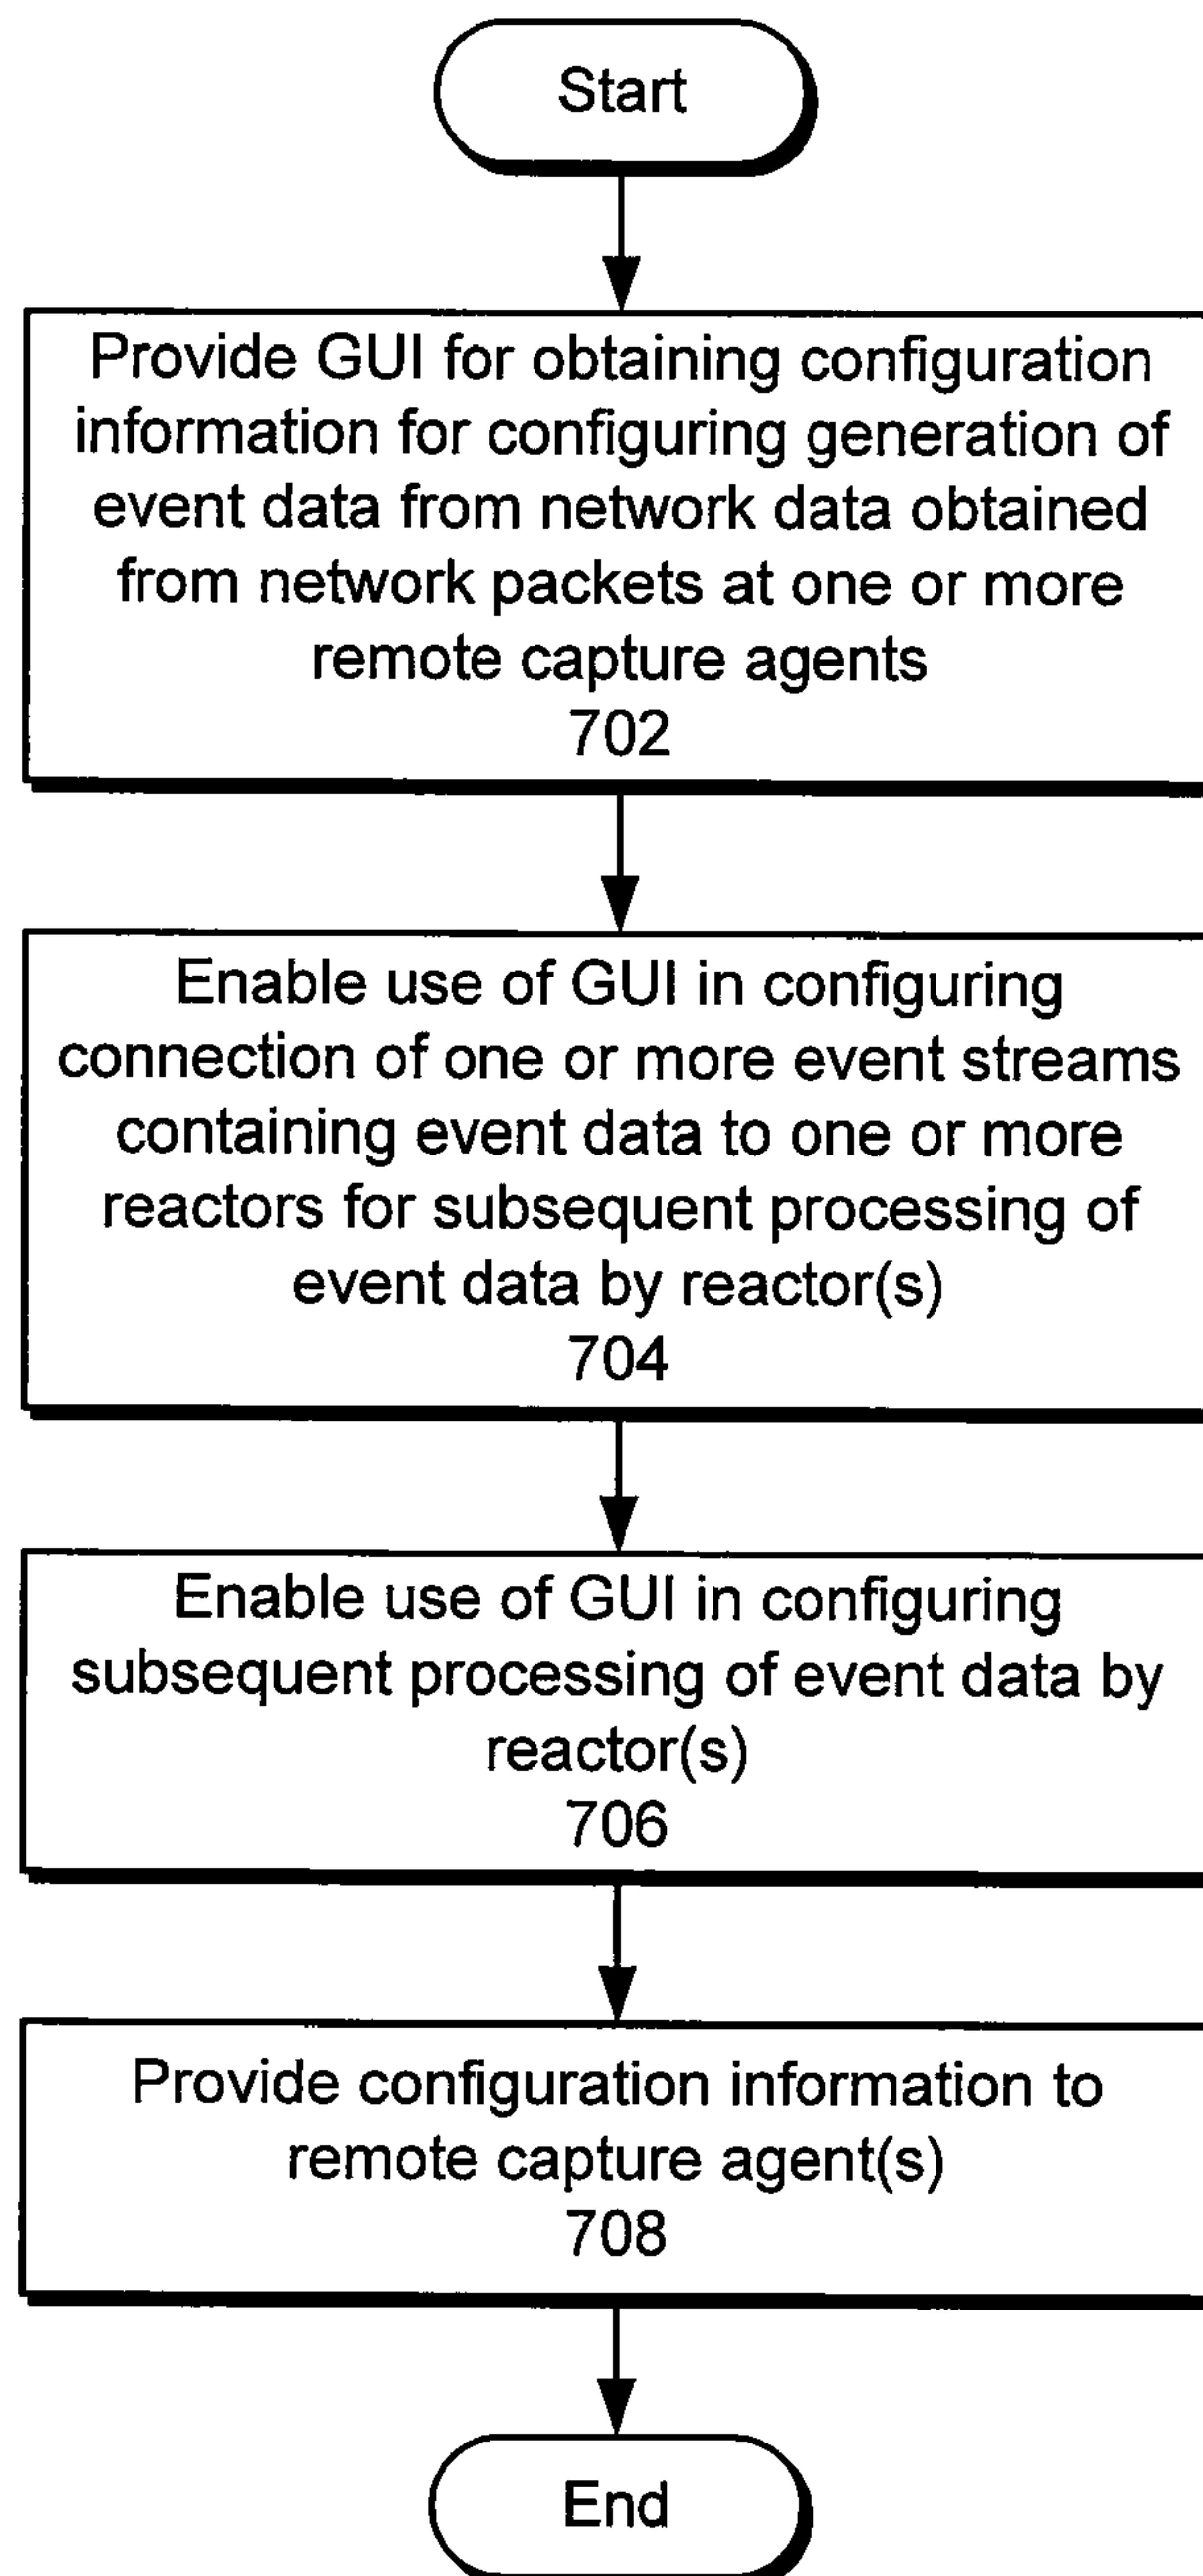 Start
Provide GUI for obtaining configuration
information for configuring generation of
event data from network data obtained
from network packets at one or more
remote capture agents
702
Enable use of GUI in configuring
connection of one or more event streams
containing event data to one or more
reactors for subsequent processing of
event data by reactor(s)
704
Enable use of GUI in configuring
subsequent processing of event data by
reactor(s)
706
Provide configuration information to
remote capture agent(s)
708
End